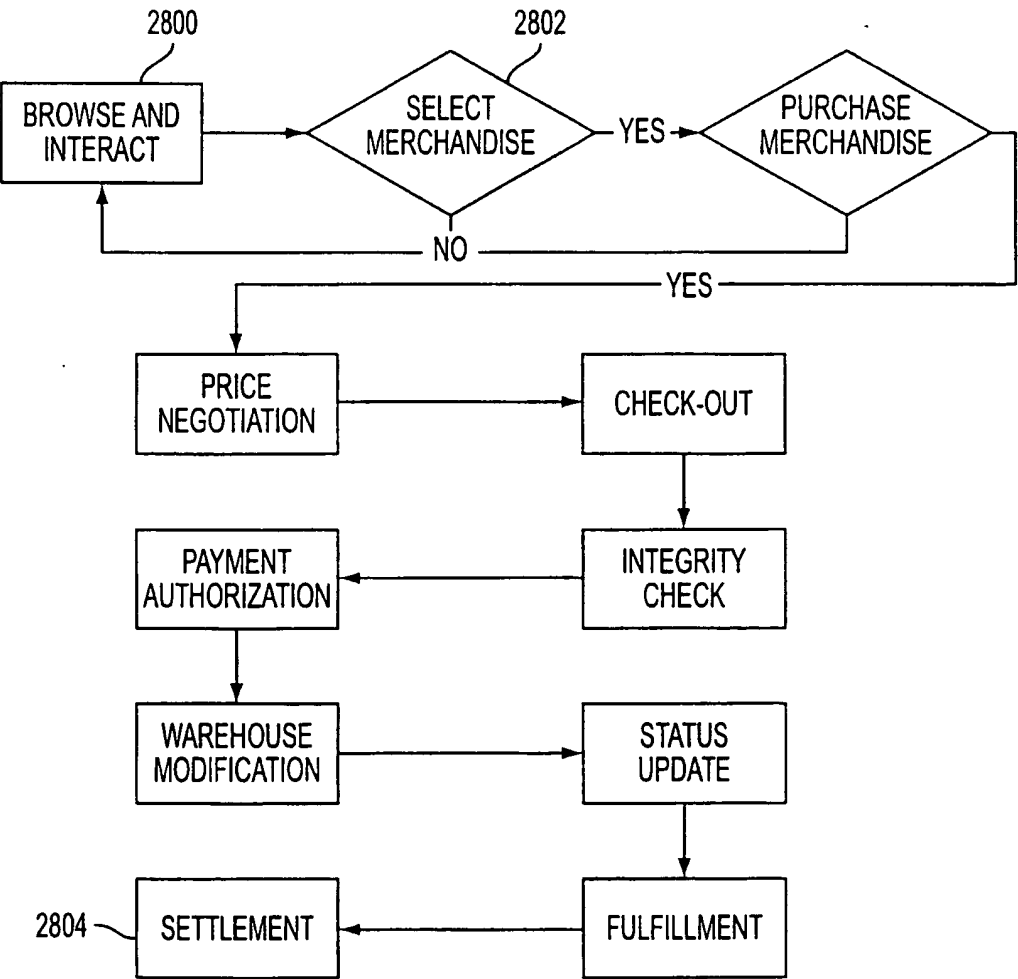 2800
2802
BROWSE AND
INTERACT
SELECT
MERCHANDISE
YES
PURCHASE
MERCHANDISE
NO
YES
PRICE
NEGOTIATION
CHECK-OUT
PAYMENT
AUTHORIZATION
INTEGRITY
CHECK
WAREHOUSE
MODIFICATION
STATUS
UPDATE
2804
SETTLEMENT
FULFILLMENT